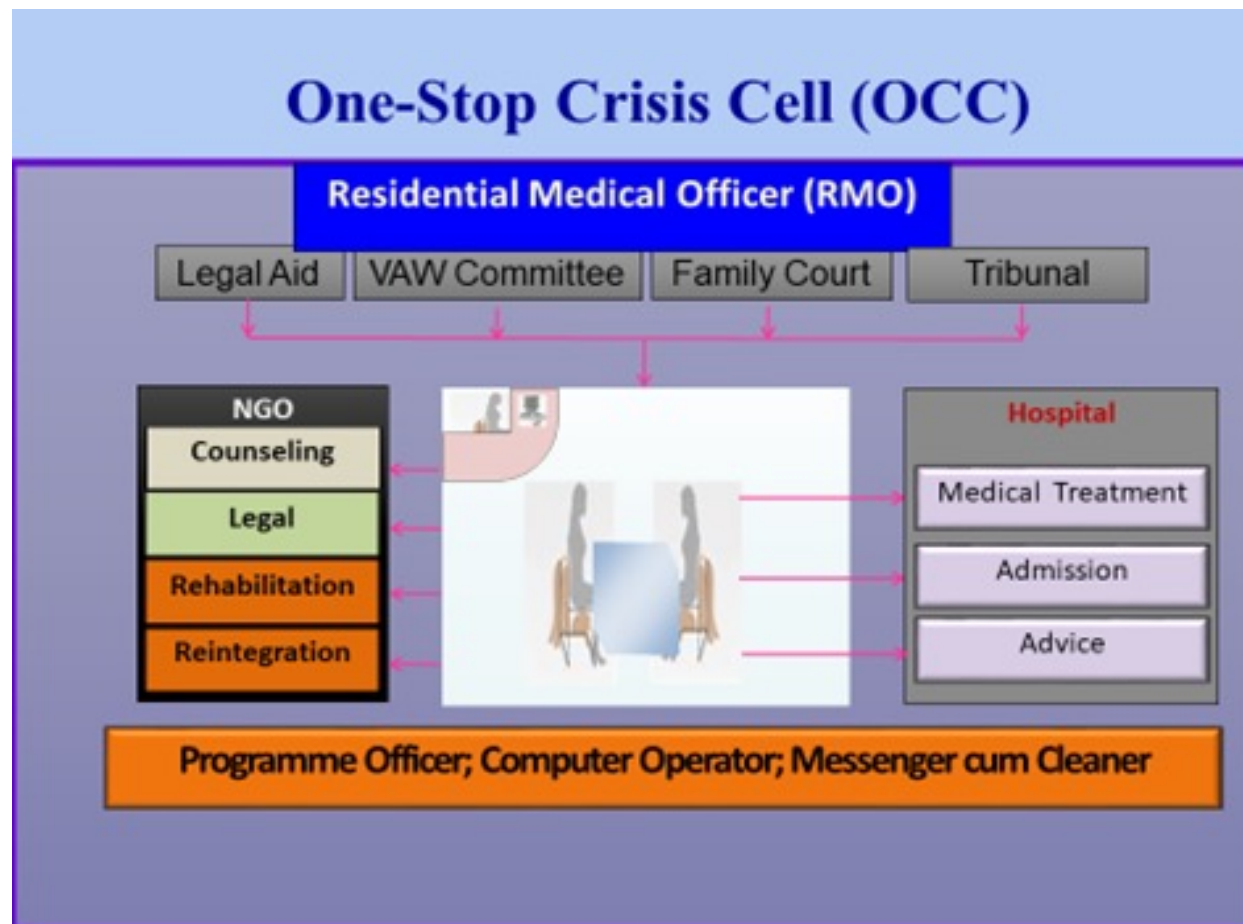 One-Stop Crisis Cell (OCC)
Residential Medical Officer (RMO)
Legal Aid
VAW Committee
Family Court
Tribunal
NGO
Counseling
Legal
Rehabilitation
Reintegration
Hospital
Medical Treatment
Admission
Advice
Programme Officer; Computer Operator; Messenger cum Cleaner